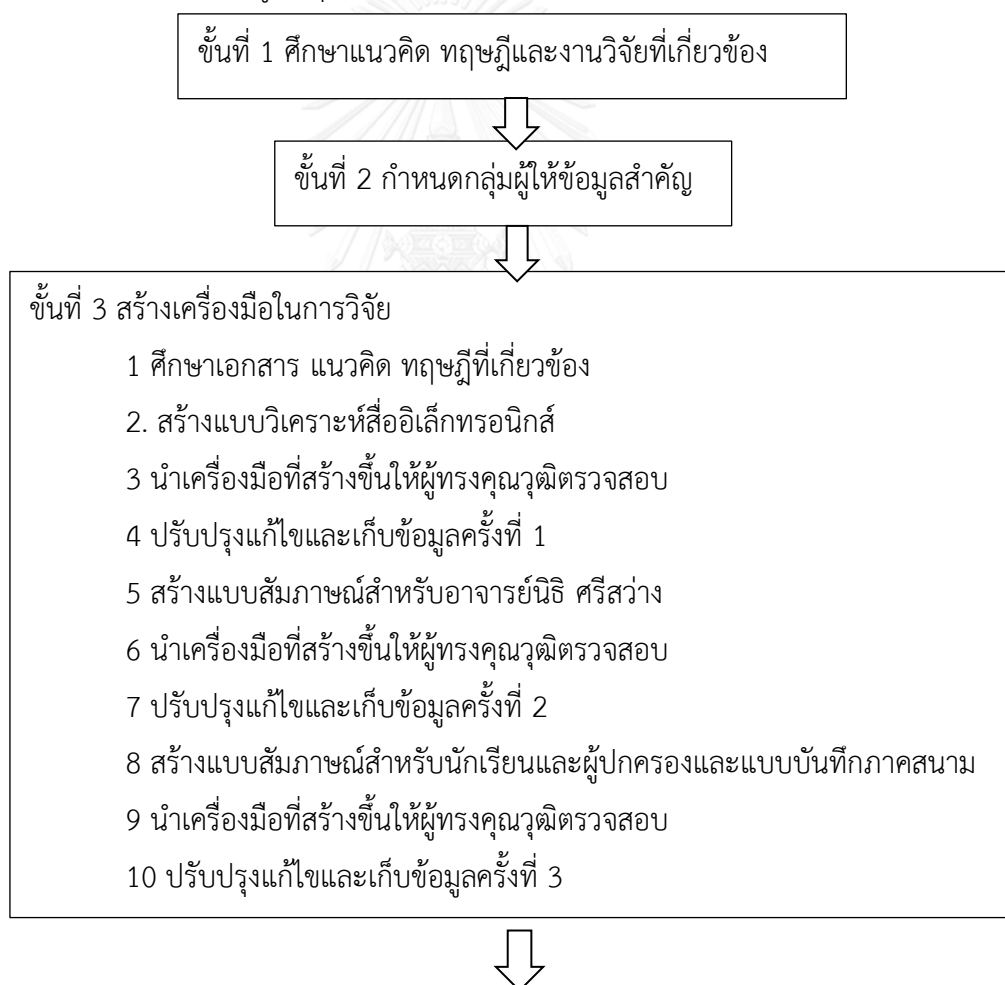 ขั้นที่ 1 ศึกษาแนวคิด ทฤษฎีและงานวิจัยที่เกี่ยวข้อง
ขั้นที่ 2 กำหนดกลุ่มผู้ให้ข้อมูลสำคัญ
ขั้นที่ 3 สร้างเครื่องมือในการวิจัย
1 ศึกษาเอกสาร แนวคิด ทฤษฎีที่เกี่ยวข้อง
2. สร้างแบบวิเคราะห์สื่ออิเล็กทรอนิกส์
3 นำเครื่องมือที่สร้างขึ้นให้ผู้ทรงคุณวุฒิตรวจสอบ
4 ปรับปรุงแก้ไขและเก็บข้อมูลครั้งที่ 1
5 สร้างแบบสัมภาษณ์สำหรับอาจารย์นิธิ ศรีสว่าง
6 นำเครื่องมือที่สร้างขึ้นให้ผู้ทรงคุณวุฒิตรวจสอบ
7 ปรับปรุงแก้ไขและเก็บข้อมูลครั้งที่ 2
8 สร้างแบบสัมภาษณ์สำหรับนักเรียนและผู้ปกครองและแบบบันทึกภาคสนาม
9 นำเครื่องมือที่สร้างขึ้นให้ผู้ทรงคุณวุฒิตรวจสอบ
10 ปรับปรุงแก้ไขและเก็บข้อมูลครั้งที่ 3